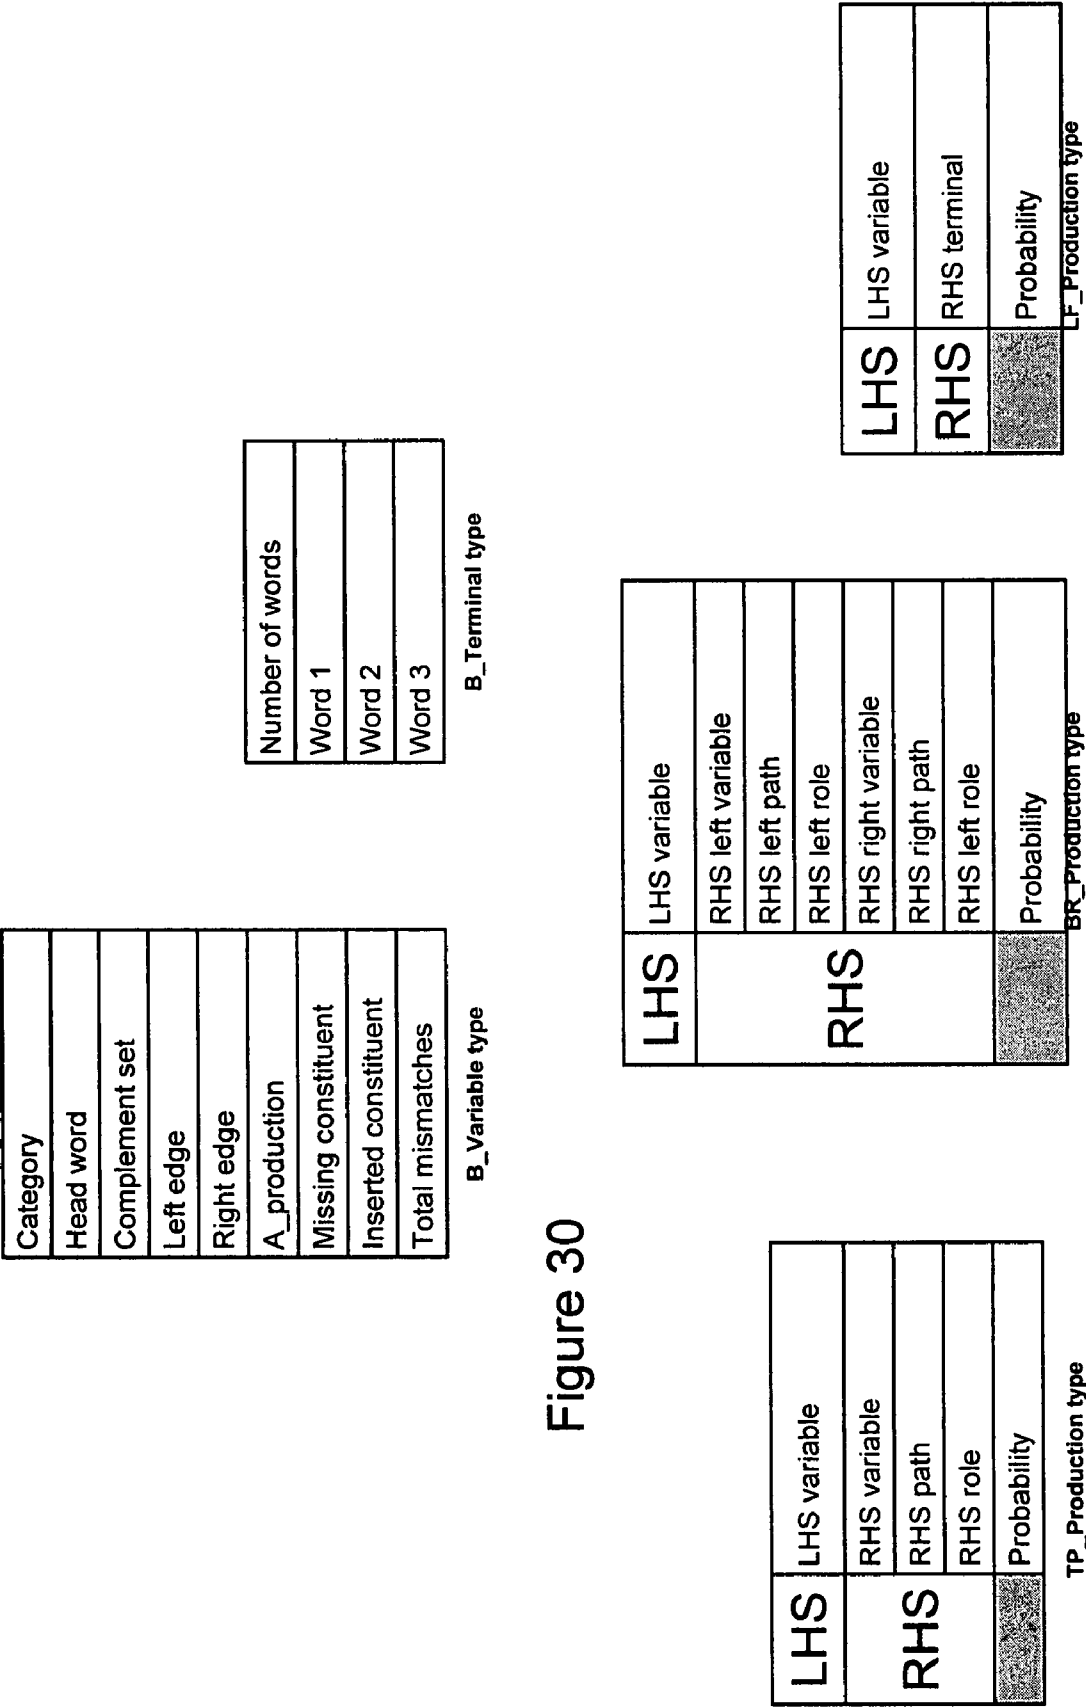 Category
Head word
Complement set
Left edge
Right edge
A_production
Missing constituent
Inserted constituent
Total mismatches
B_Variable type
Number of words
Word 1
Word 2
Word 3
B_Terminal type
Figure 30
LHS
LHS variable
RHS
RHS variable
RHS path
RHS role
Probability
TP_Production type
LHS
LHS variable
RHS
RHS left variable
RHS left path
RHS left role
RHS right variable
RHS right path
RHS left role
Probability
BR_Production type
LHS
LHS variable
RHS
RHS terminal
Probability
LF_Production type